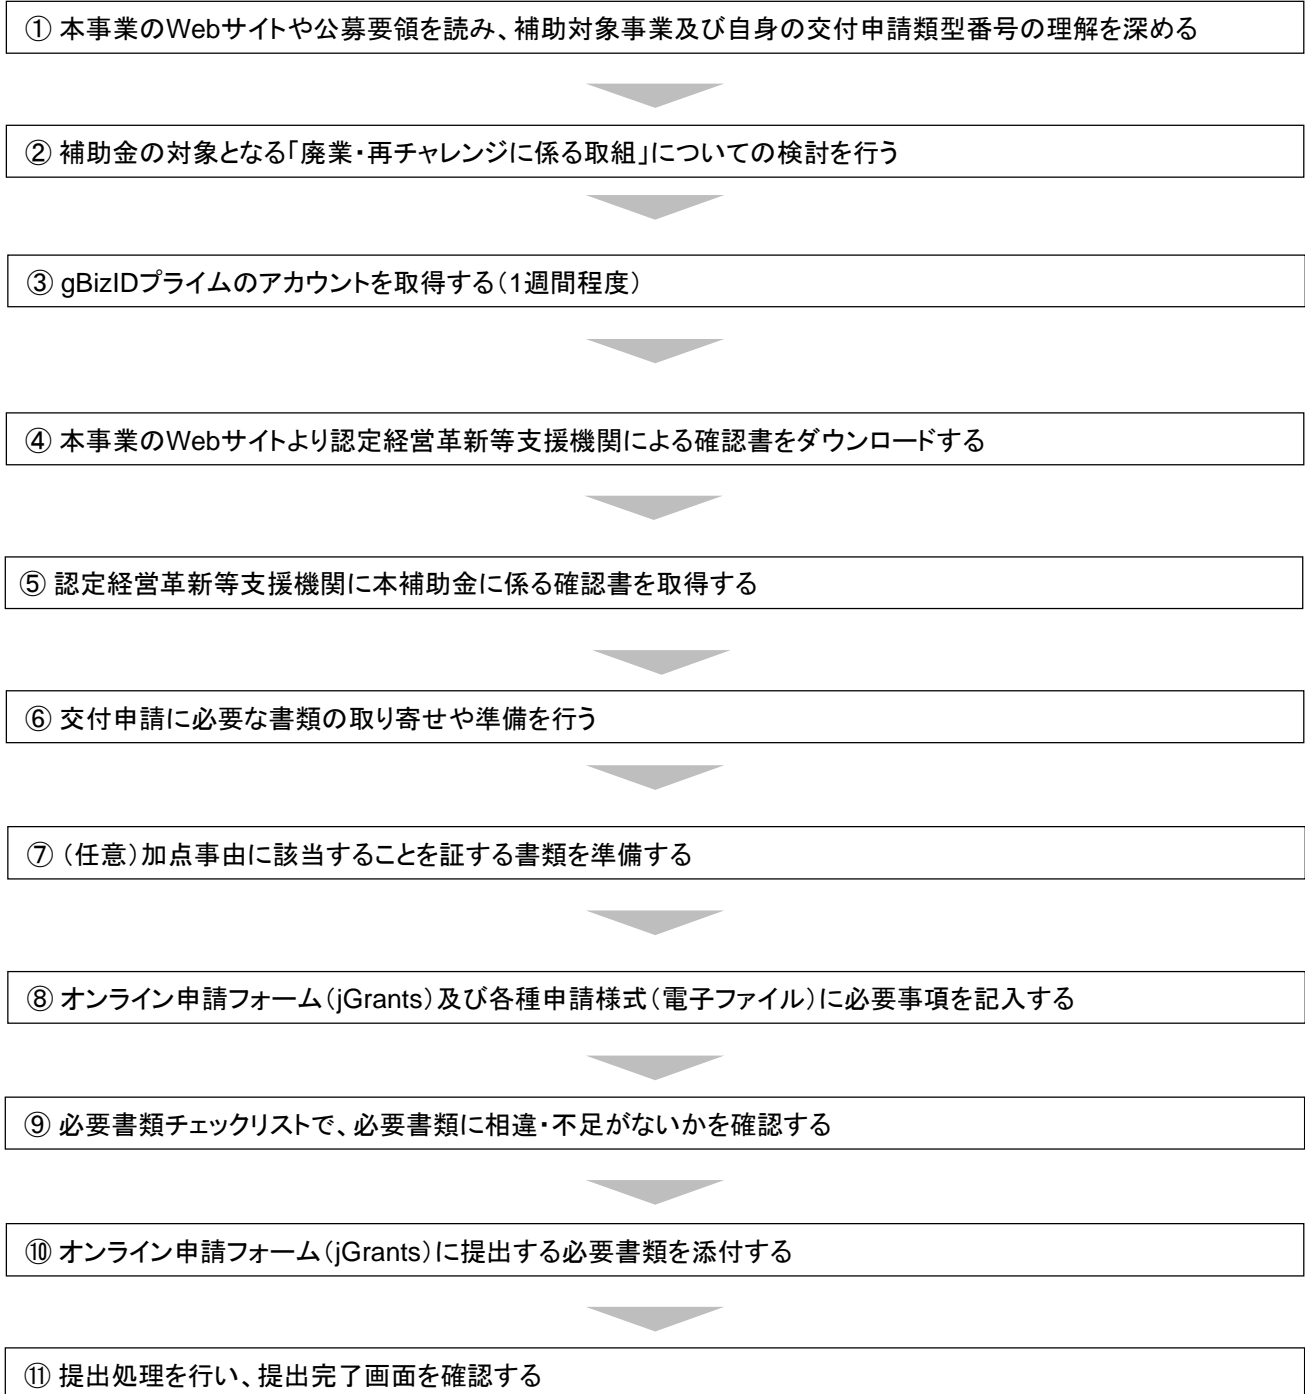 ① 本事業のWebサイトや公募要領を読み、補助対象事業及び自身の交付申請類型番号の理解を深める
② 補助金の対象となる「廃業・再チャレンジに係る取組」についての検討を行う
③ gBizIDプライムのアカウントを取得する（1週間程度）
④ 本事業のWebサイトより認定経営革新等支援機関による確認書をダウンロードする
⑤ 認定経営革新等支援機関に本補助金に係る確認書を取得する
⑥ 交付申請に必要な書類の取り寄せや準備を行う
⑦ （任意）加点事由に該当することを証する書類を準備する
⑧ オンライン申請フォーム（jGrants）及び各種申請様式（電子ファイル）に必要事項を記入する
⑨ 必要書類チェックリストで、必要書類に相違・不足がないかを確認する
⑩ オンライン申請フォーム（jGrants）に提出する必要書類を添付する
⑪ 提出処理を行い、提出完了画面を確認する